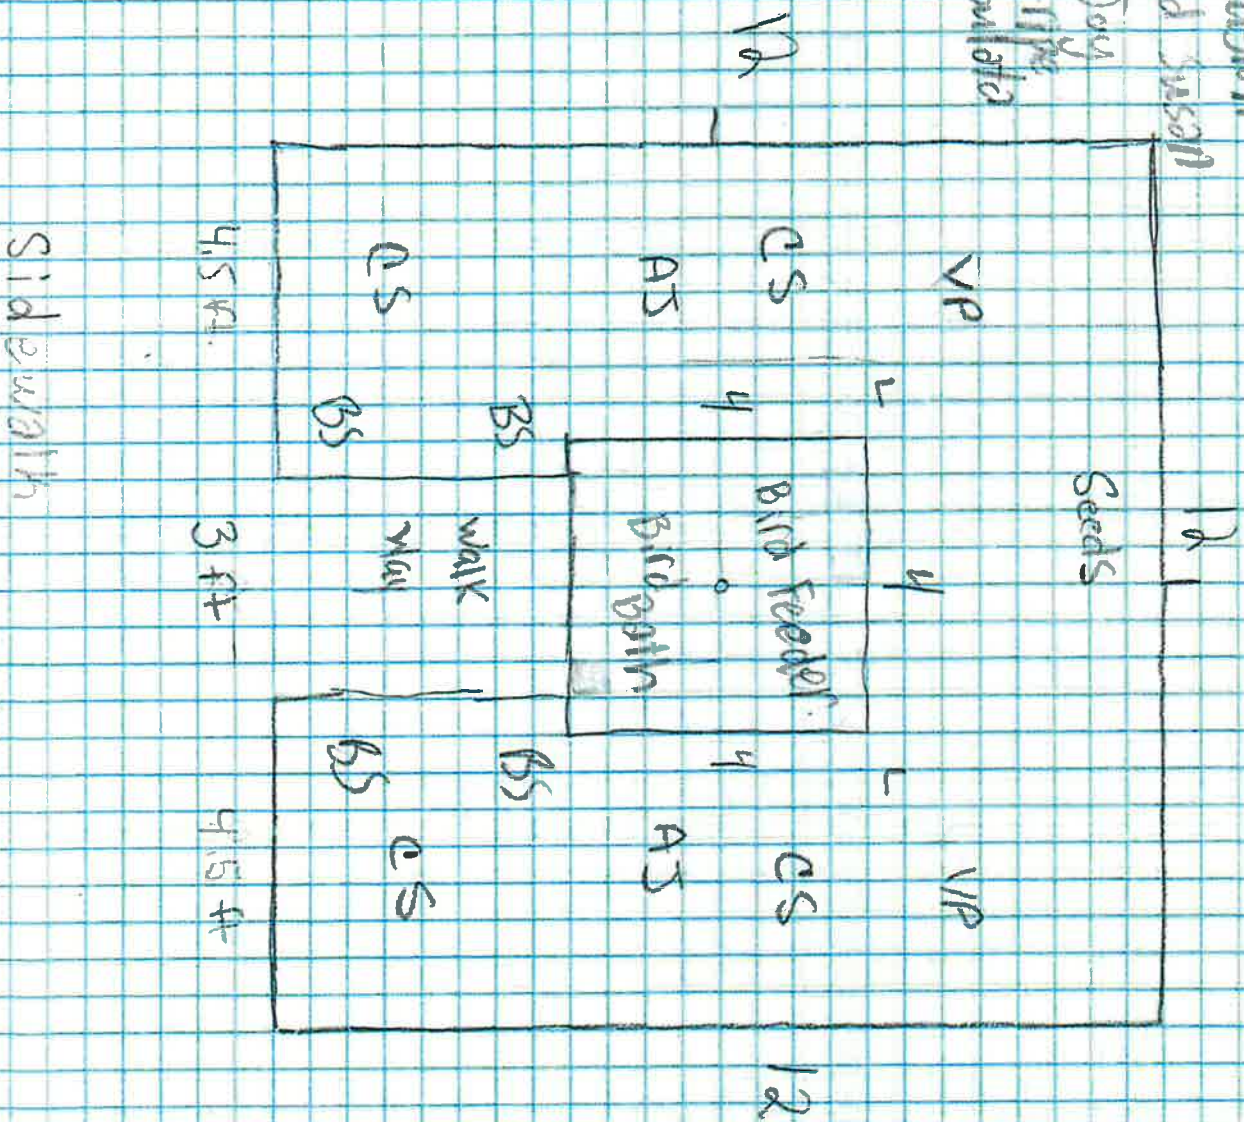 d Susan
Joy
12
Seeds
VP VP
4
L L
12 CS Bird Feeder CS 12
4 4
AJ Bird Bath AJ
BS BS
Walk
CS way CS
BS BS
4.5 ft. 3 ft 4.5 ft
Sidewalk